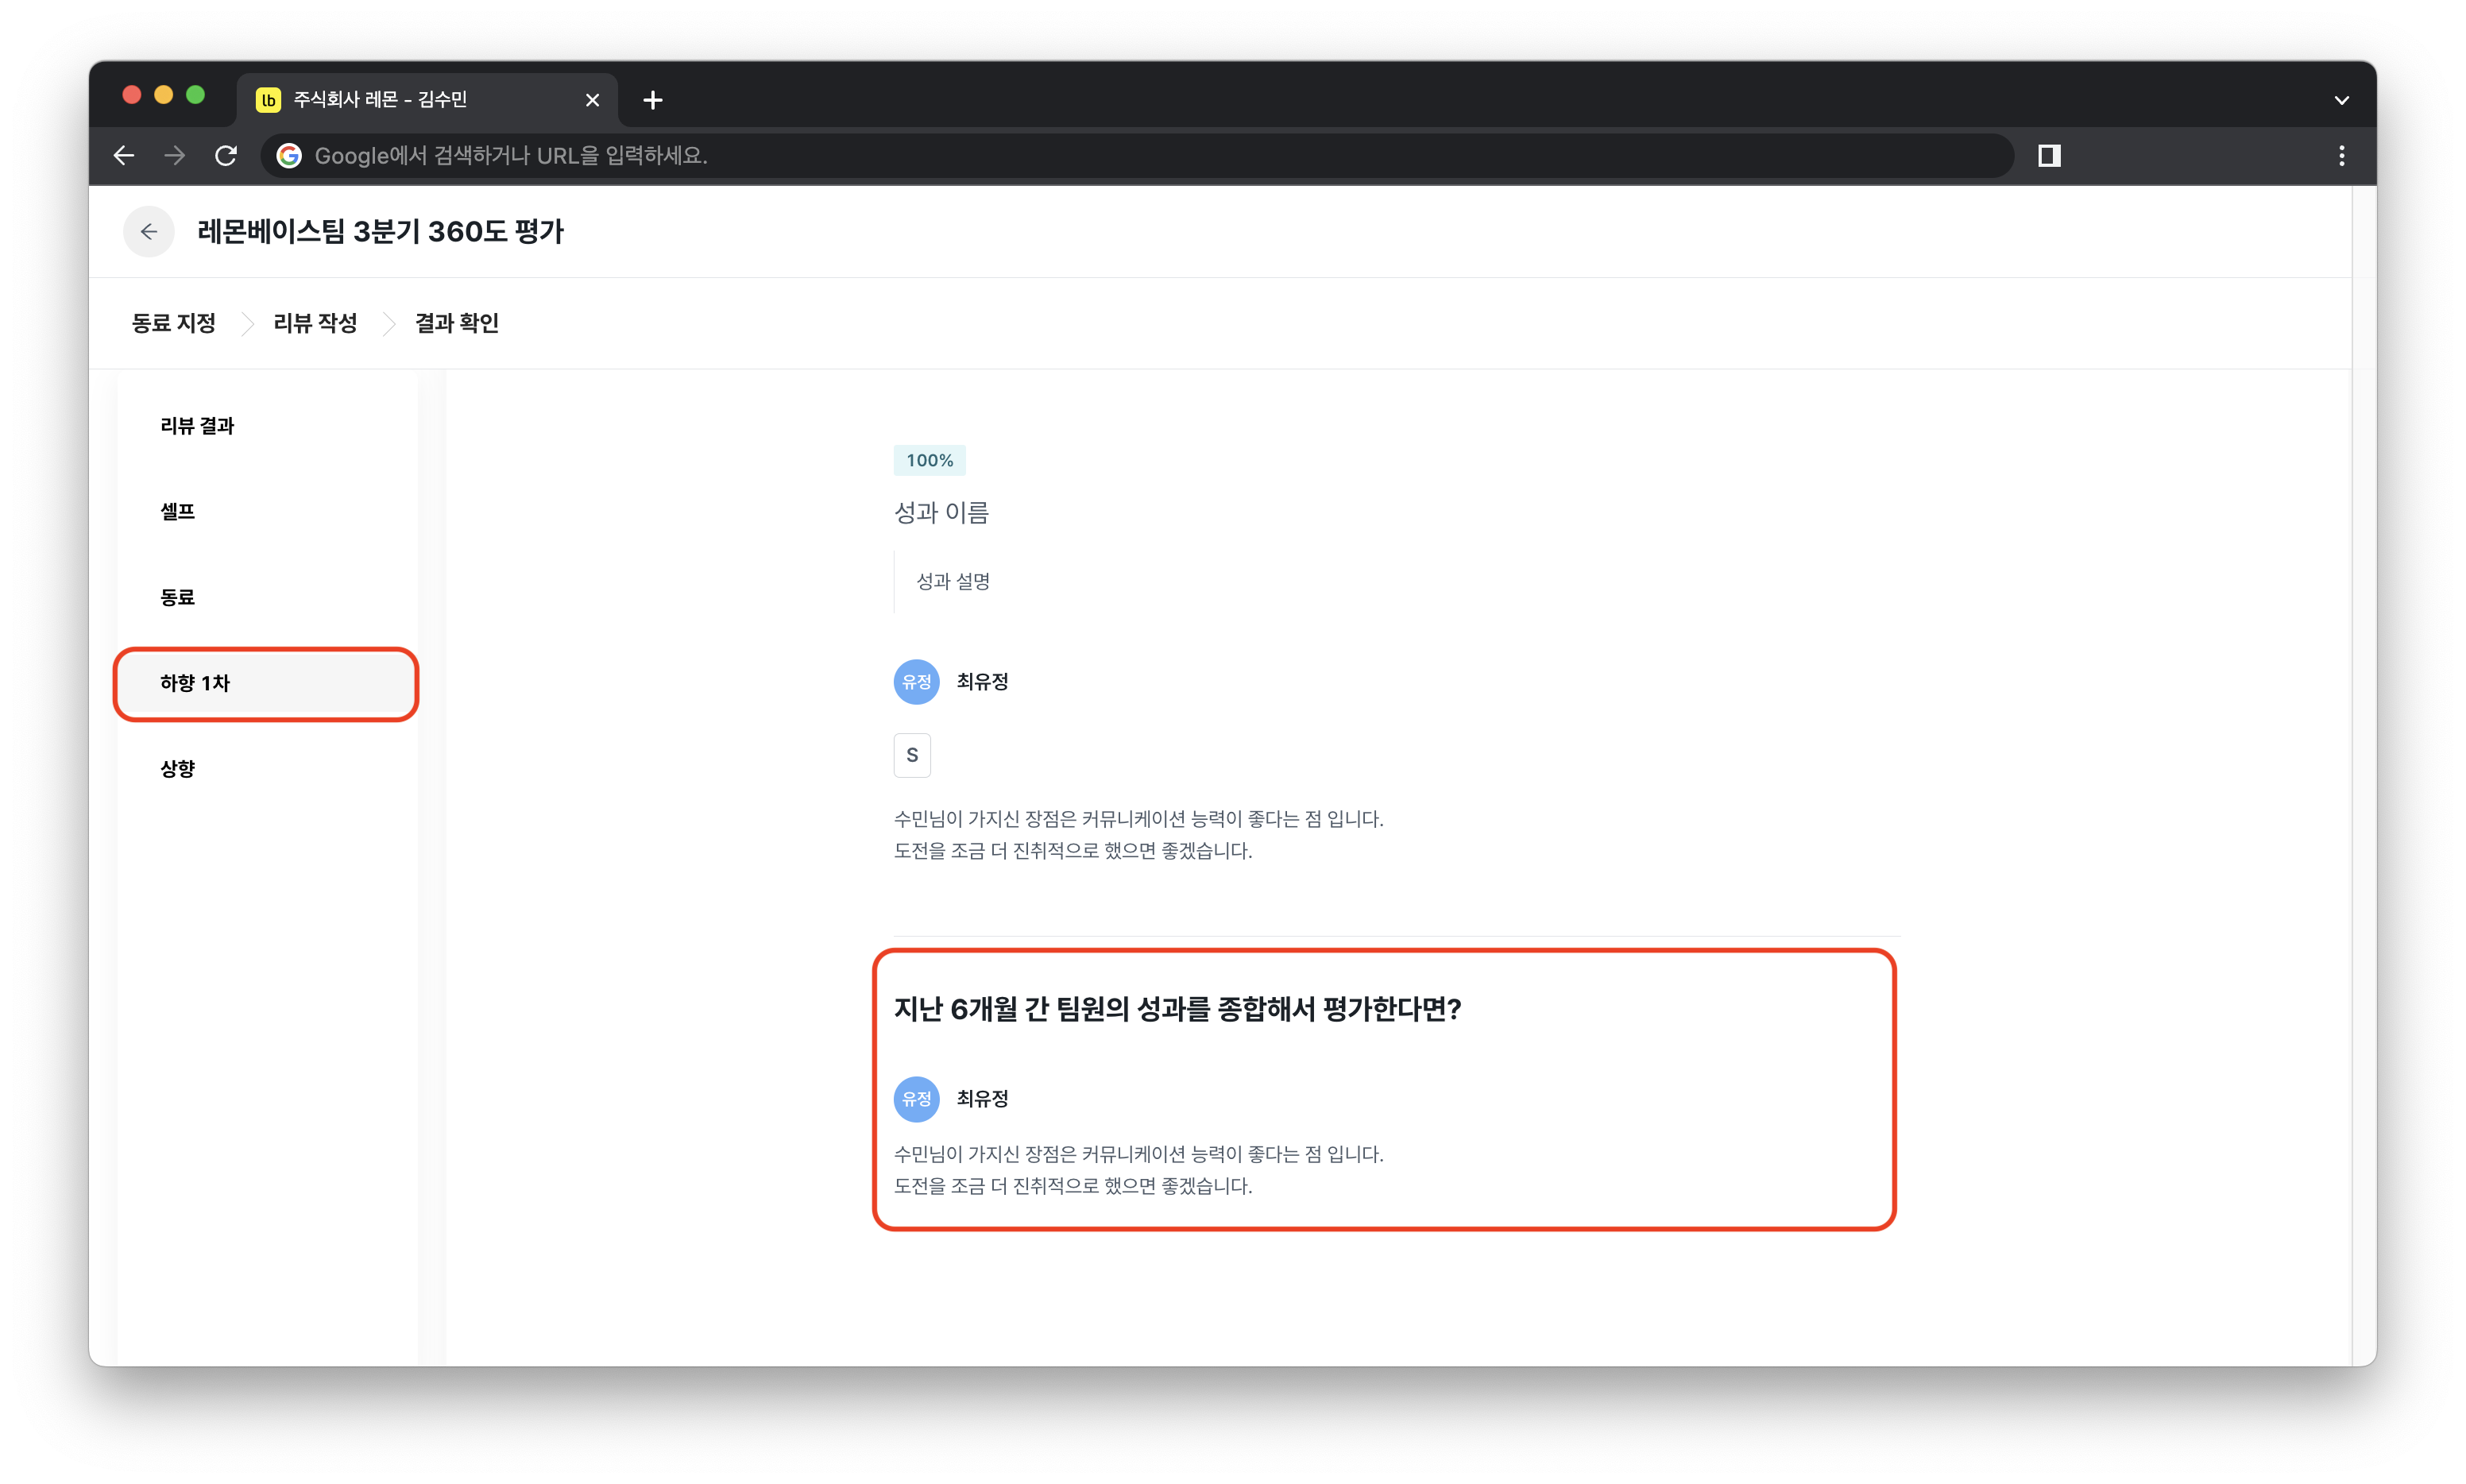 lb 주식회사 레몬 - 김수민
Google에서 검색하거나 URL을 입력하세요.
레몬베이스팀 3분기 360도 평가
동료 지정 리뷰 작성 결과 확인
리뷰 결과
셀프
동료
하향 1차
상향
100%
성과 이름
성과 설명
유정 최유정
S
수민님이 가지신 장점은 커뮤니케이션 능력이 좋다는 점 입니다.
도전을 조금 더 진취적으로 했으면 좋겠습니다.
지난 6개월 간 팀원의 성과를 종합해서 평가한다면?
유정 최유정
수민님이 가지신 장점은 커뮤니케이션 능력이 좋다는 점 입니다.
도전을 조금 더 진취적으로 했으면 좋겠습니다.